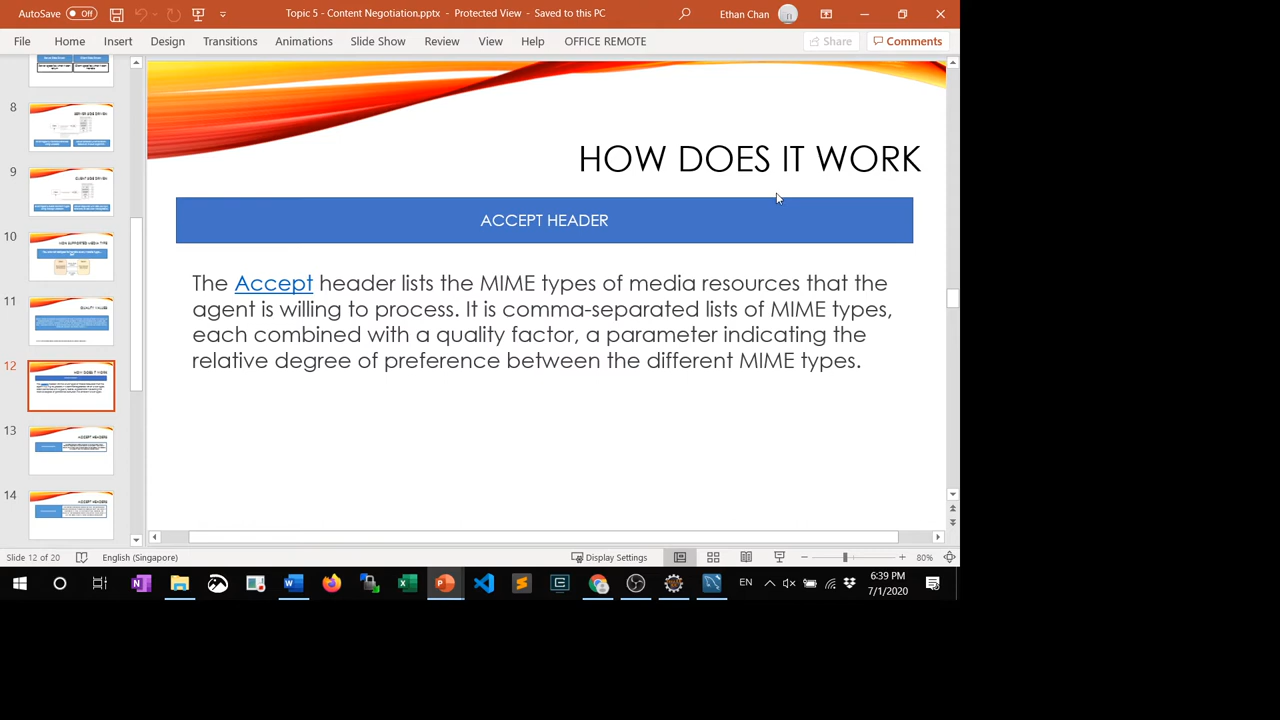 AutoSave Off Topic 5 - Content Negotiation.pptx - Protected View - Saved to this PC Ethan Chan
File Home Insert Design Transitions Animations Slide Show Review View Help OFFICE REMOTE Share Comments
8
9
10
11
12
13
14
HOW DOES IT WORK
ACCEPT HEADER
The Accept header lists the MIME types of media resources that the
agent is willing to process. It is comma-separated lists of MIME types,
each combined with a quality factor, a parameter indicating the
relative degree of preference between the different MIME types.
Slide 12 of 20 English (Singapore) Display Settings 80%
EN 6:39 PM
7/1/2020